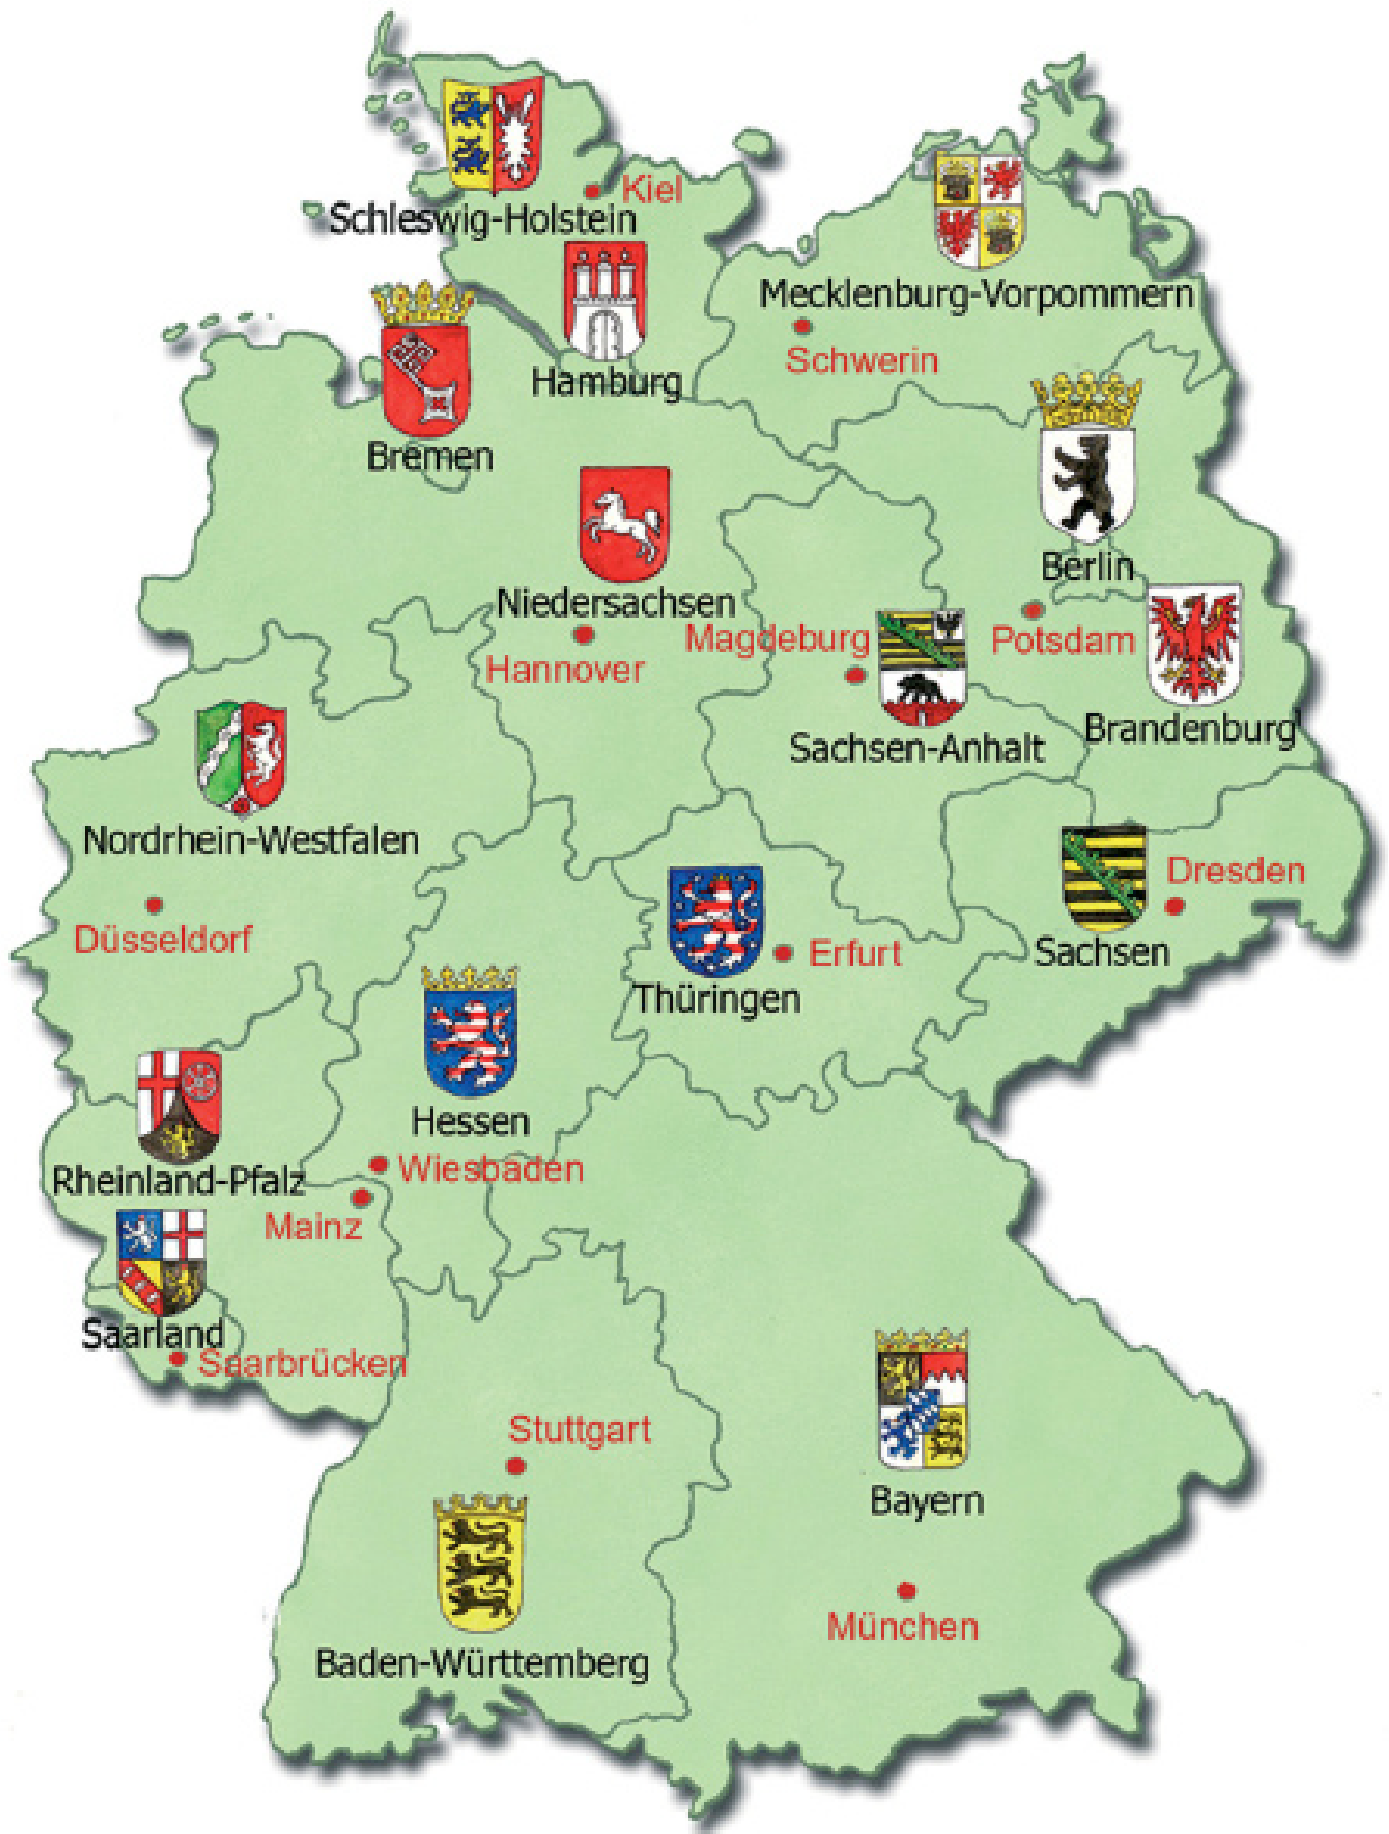 Kiel
Schleswig-Holstein
Mecklenburg-Vorpommern
Schwerin
Hamburg
Bremen
Berlin
Niedersachsen
Hannover
Magdeburg
Potsdam
Sachsen-Anhalt
Brandenburg
Nordrhein-Westfalen
Düsseldorf
Dresden
Sachsen
Erfurt
Thüringen
Hessen
Wiesbaden
Rheinland-Pfalz
Mainz
Saarland
Saarbrücken
Stuttgart
Bayern
München
Baden-Württemberg